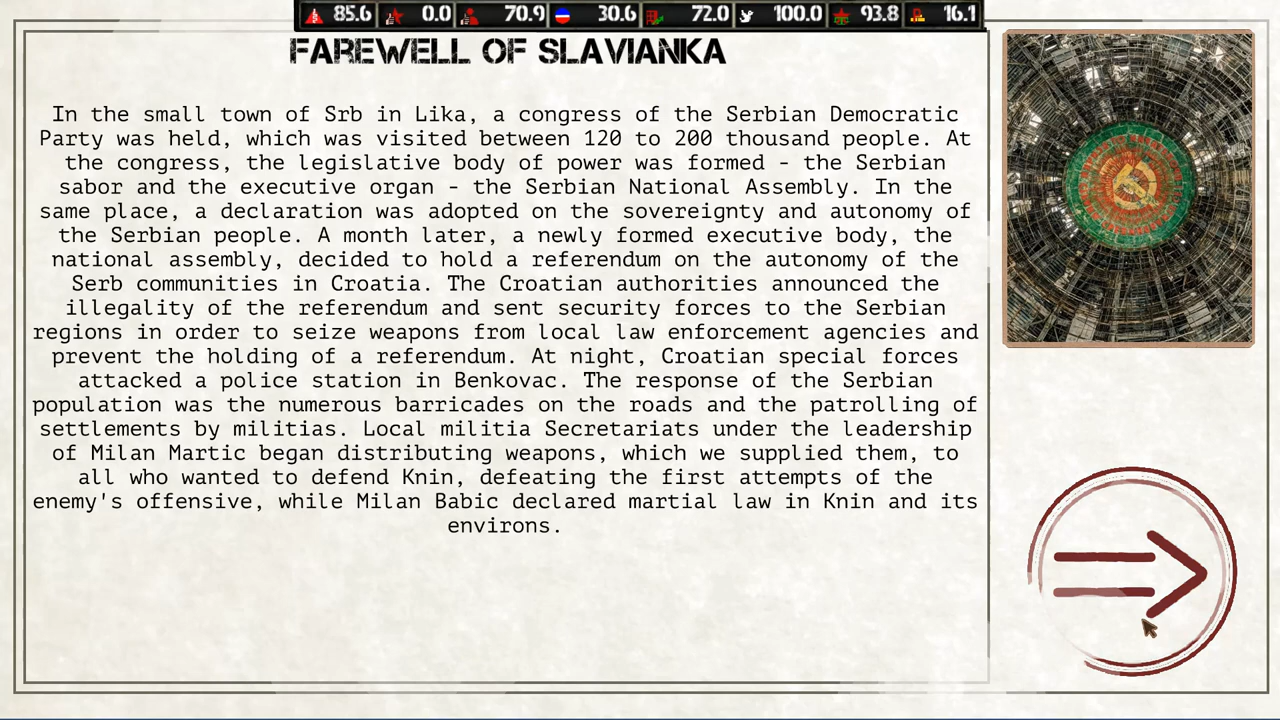 85.6 0.0 70.9 30.6 72.0 100.0 93.8 16.1
FAREWELL OF SLAVIANKA
In the small town of Srb in Lika, a congress of the Serbian Democratic
Party was held, which was visited between 120 to 200 thousand people. At
the congress, the legislative body of power was formed - the Serbian
sabor and the executive organ - the Serbian National Assembly. In the
same place, a declaration was adopted on the sovereignty and autonomy of
the Serbian people. A month later, a newly formed executive body, the
national assembly, decided to hold a referendum on the autonomy of the
Serb communities in Croatia. The Croatian authorities announced the
illegality of the referendum and sent security forces to the Serbian
regions in order to seize weapons from local law enforcement agencies and
prevent the holding of a referendum. At night, Croatian special forces
attacked a police station in Benkovac. The response of the Serbian
population was the numerous barricades on the roads and the patrolling of
settlements by militias. Local militia Secretariats under the leadership
of Milan Martic began distributing weapons, which we supplied them, to
all who wanted to defend Knin, defeating the first attempts of the
enemy's offensive, while Milan Babic declared martial law in Knin and its
environs.